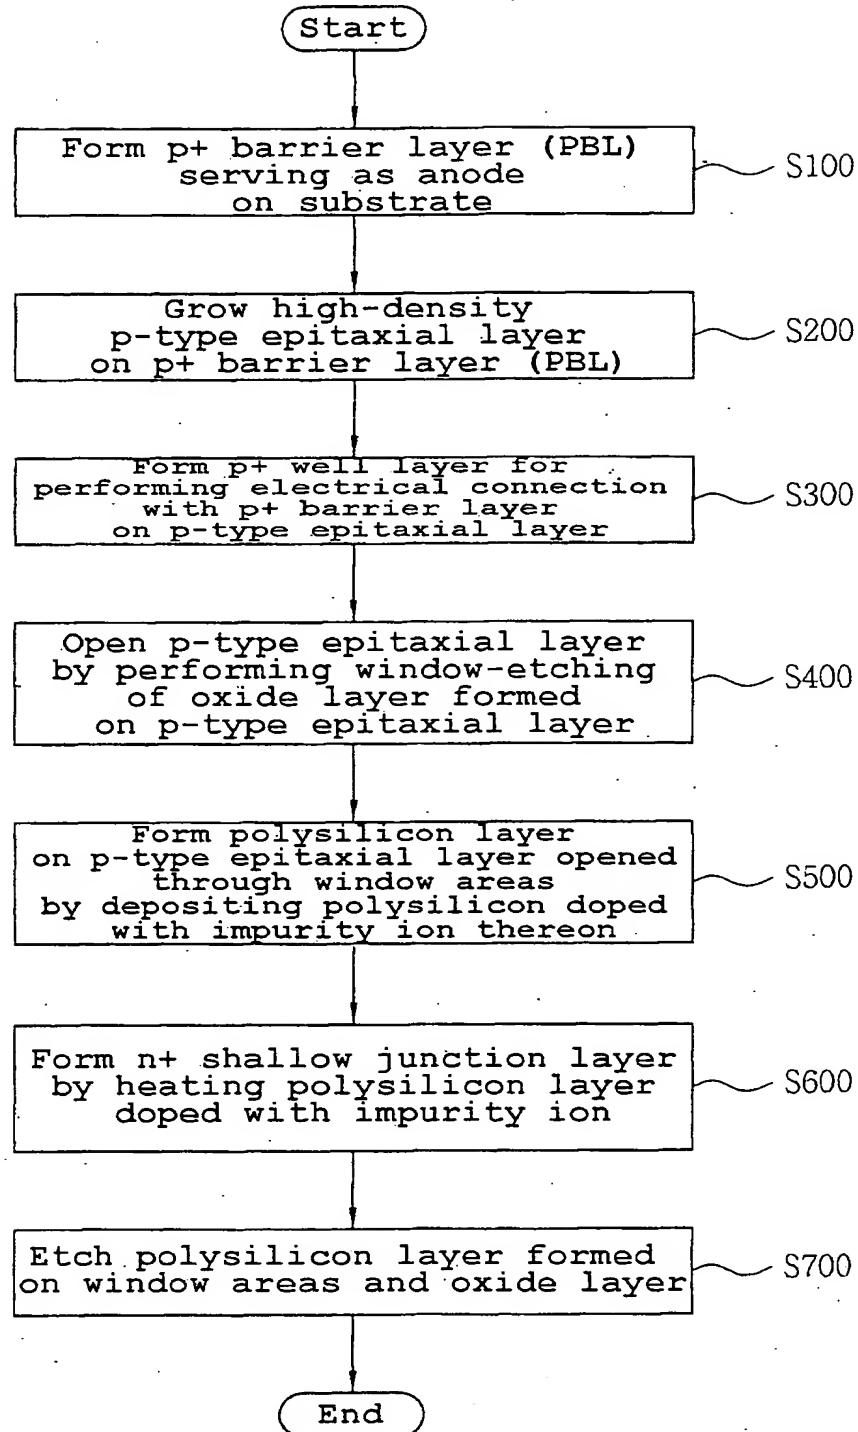 Start
Form p+ barrier layer (PBL)
serving as anode
on substrate
S100
Grow high-density
p-type epitaxial layer
on p+ barrier layer (PBL)
S200
Form p+ well layer for
performing electrical connection
with p+ barrier layer
on p-type epitaxial layer
S300
Open p-type epitaxial layer
by performing window-etching
of oxide layer formed
on p-type epitaxial layer
S400
Form polysilicon layer
on p-type epitaxial layer opened
through window areas
by depositing polysilicon doped
with impurity ion thereon
S500
Form n+ shallow junction layer
by heating polysilicon layer
doped with impurity ion
S600
Etch polysilicon layer formed
on window areas and oxide layer
S700
End